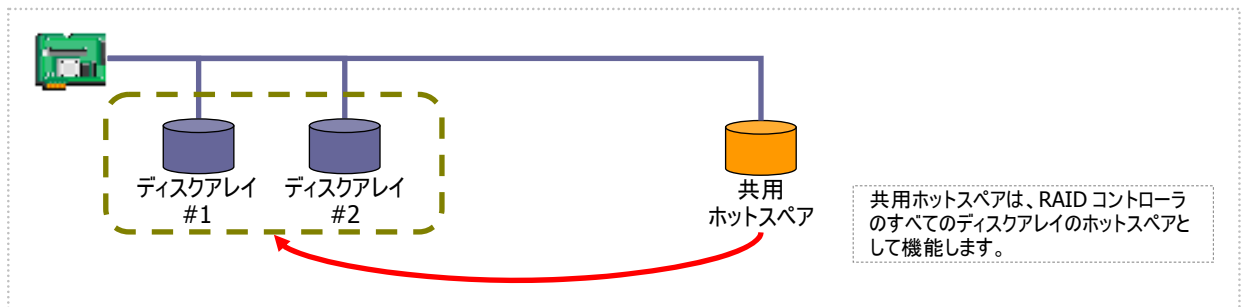 ディスクアレイ
#1
ディスクアレイ
#2
共用
ホットスペア
共用ホットスペアは、RAID コントローラ
のすべてのディスクアレイのホットスペアと
して機能します。